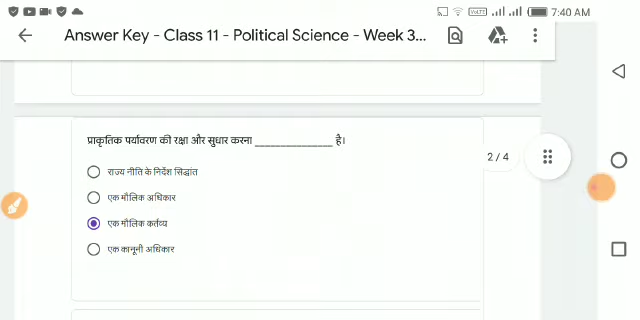 7:40 AM
Answer Key - Class 11 - Political Science - Week 3...
प्राकृतिक पर्यावरण की रक्षा और सुधार करना ______________ है।
2 / 4
राज्य नीति के निर्देश सिद्धांत
एक मौलिक अधिकार
एक मौलिक कर्तव्य
एक कानूनी अधिकार